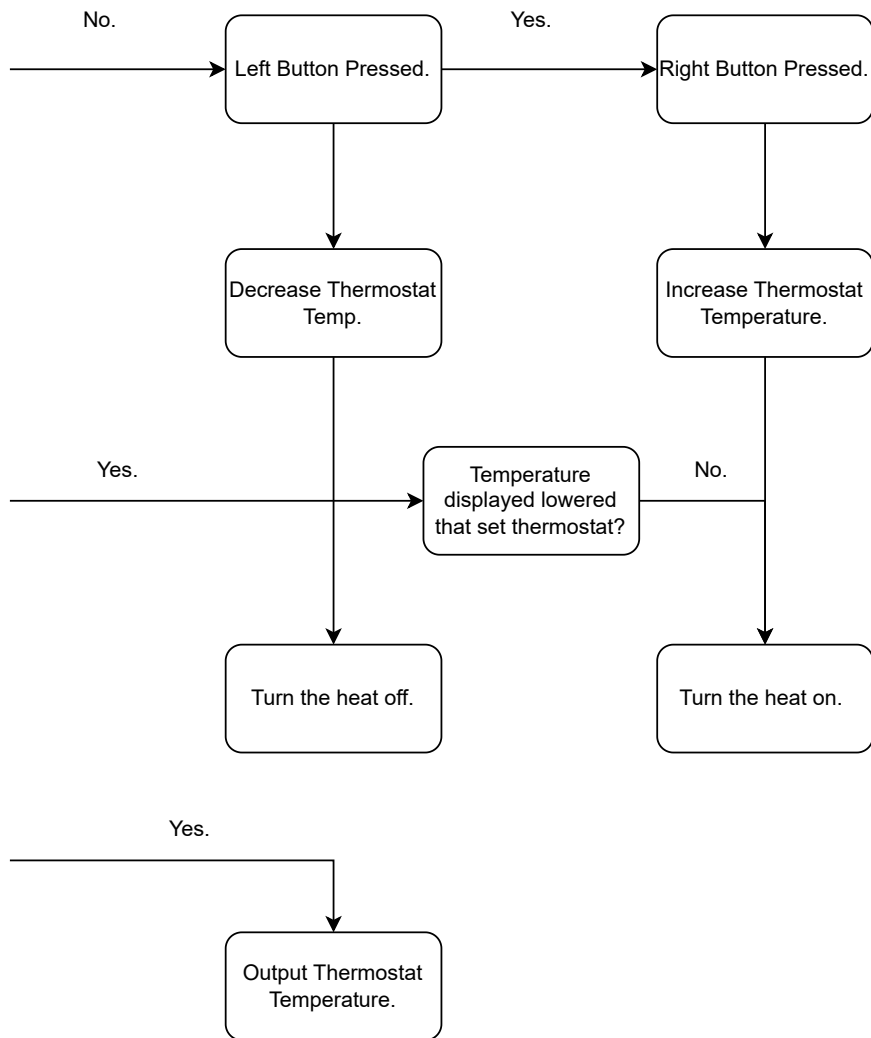 No.
Yes.
Left Button Pressed.
Right Button Pressed.
Decrease Thermostat
Temp.
Increase Thermostat
Temperature.
Yes.
Temperature
displayed lowered
that set thermostat?
No.
Turn the heat off.
Turn the heat on.
Yes.
Output Thermostat
Temperature.